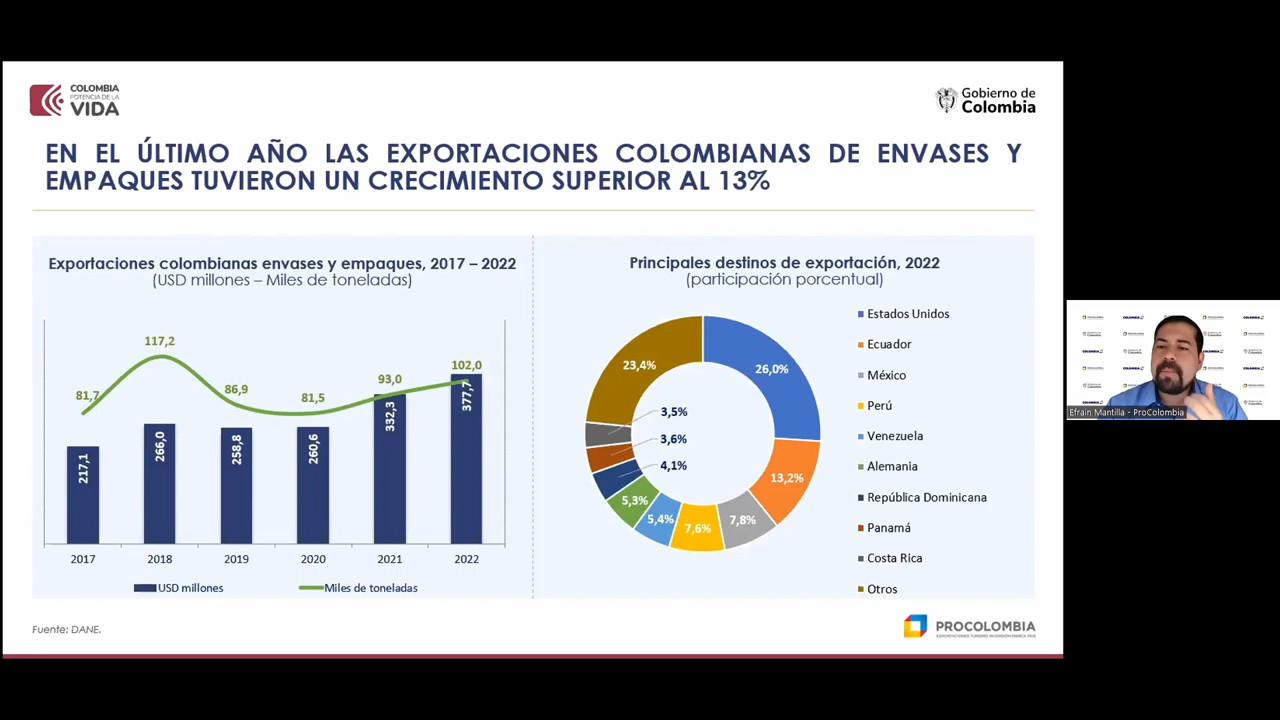 COLOMBIA
POTENCIA DE LA
VIDA
Gobierno de
Colombia
EN EL ÚLTIMO AÑO LAS EXPORTACIONES COLOMBIANAS DE ENVASES Y
EMPAQUES TUVIERON UN CRECIMIENTO SUPERIOR AL 13%
Exportaciones colombianas envases y empaques, 2017 – 2022
(USD millones – Miles de toneladas)
117,2
81,7
86,9
81,5
93,0
102,0
217,1
266,0
258,8
260,6
332,3
377,7
2017
2018
2019
2020
2021
2022
USD millones
Miles de toneladas
Principales destinos de exportación, 2022
(participación porcentual)
23,4%
26,0%
3,5%
3,6%
4,1%
13,2%
5,3%
5,4%
7,6%
7,8%
Estados Unidos
Ecuador
México
Perú
Venezuela
Alemania
República Dominicana
Panamá
Costa Rica
Otros
Fuente: DANE.
PROCOLOMBIA
EXPORTACIONES TURISMO INVERSIÓN MARCA PAÍS
Efraín Mantilla - ProColombia